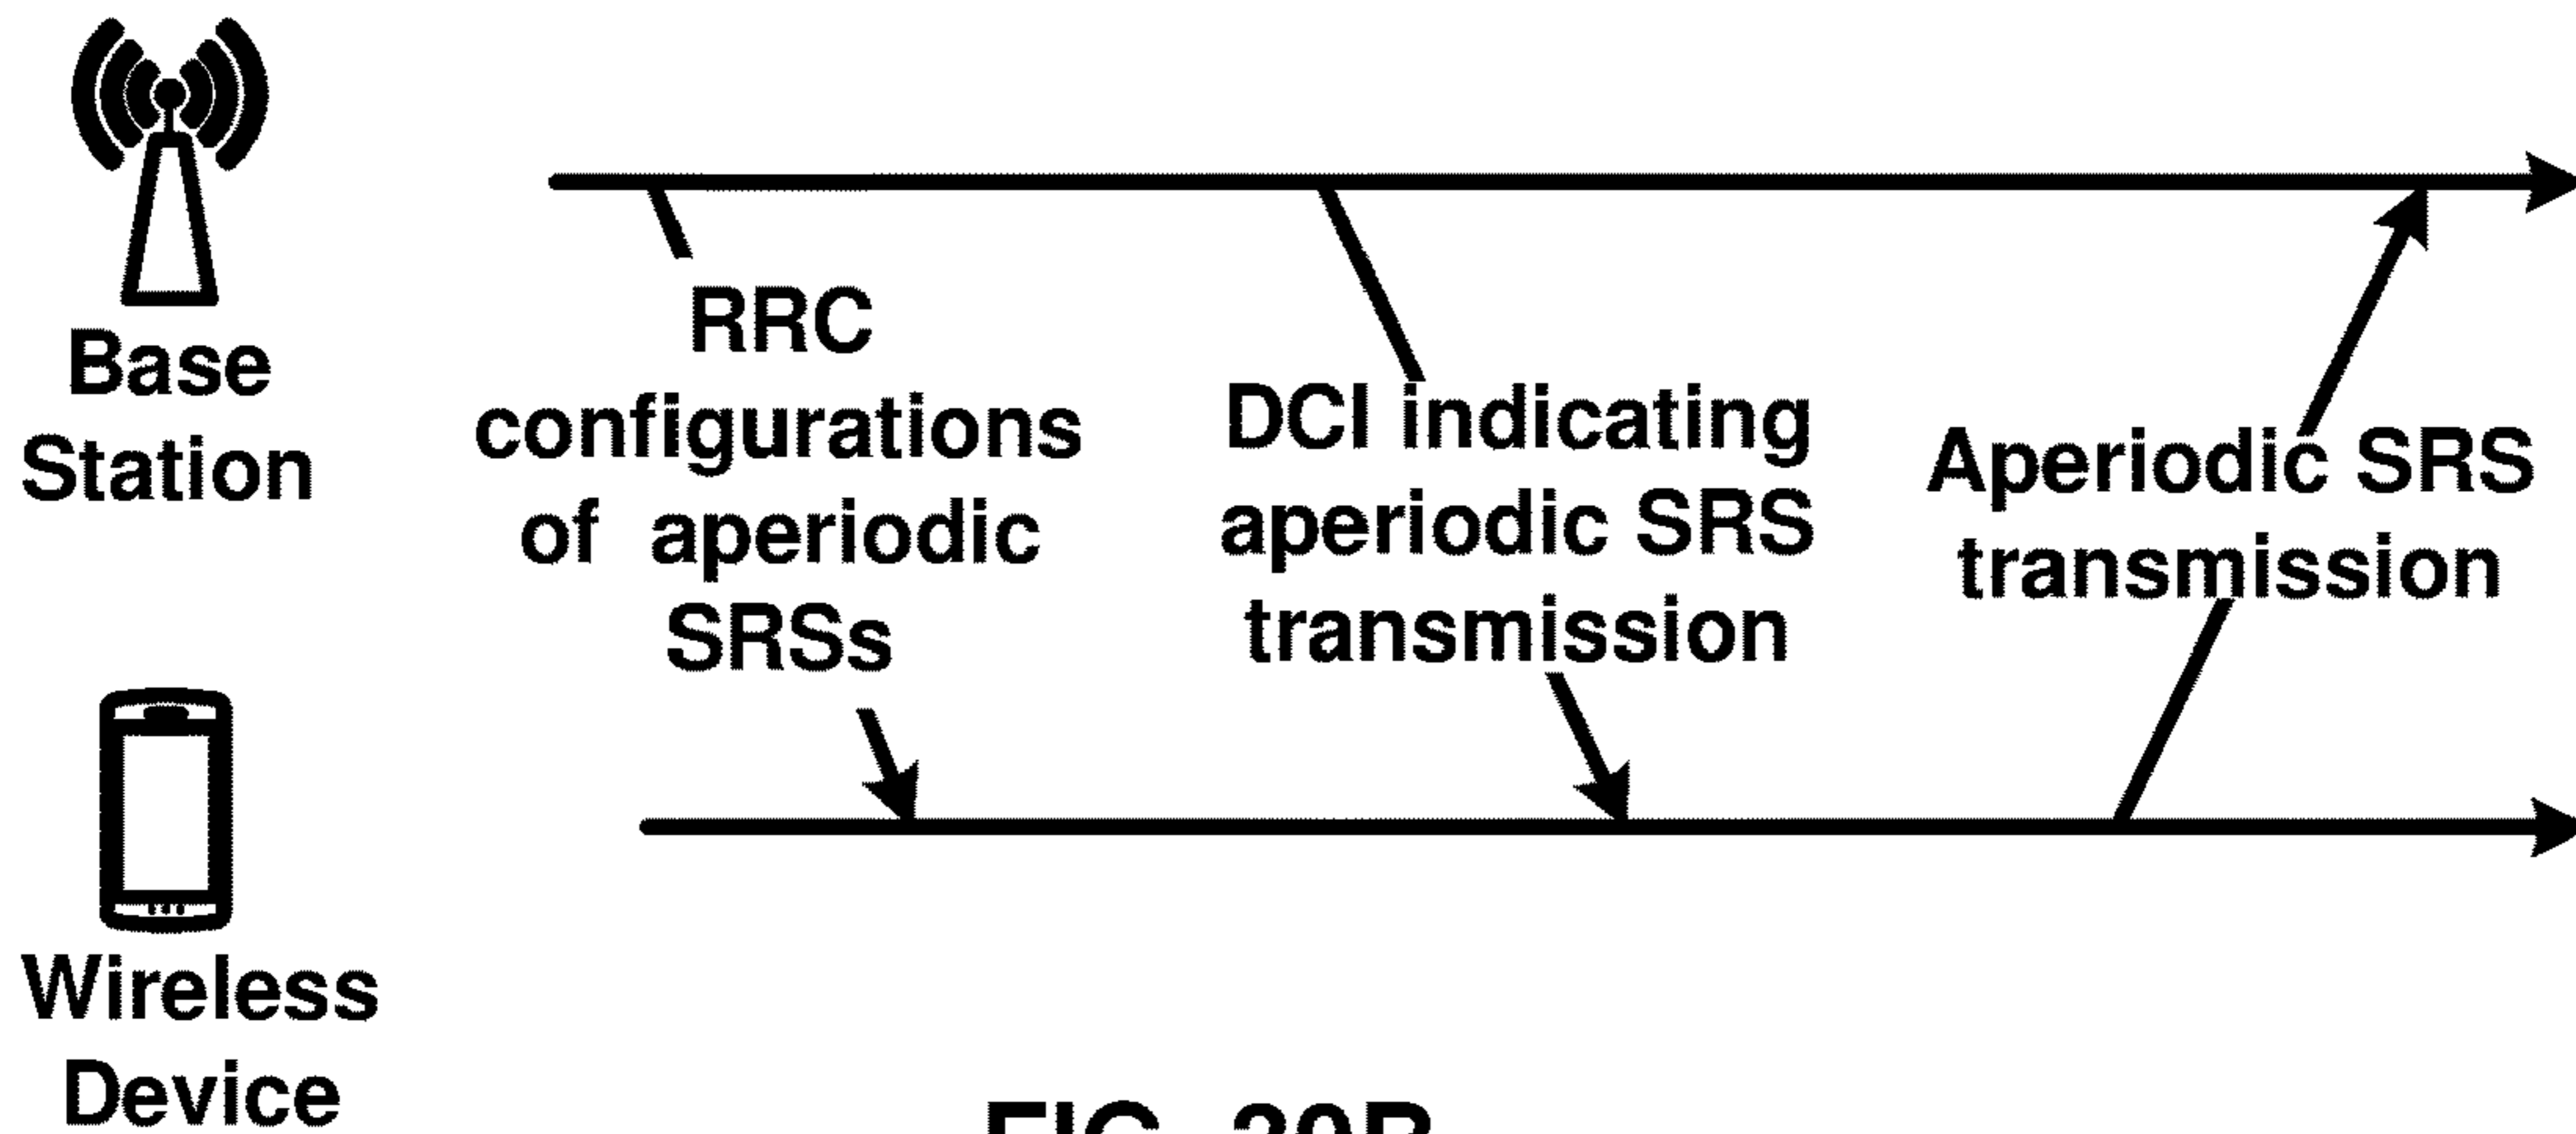 Base
Station
RRC
configurations
of aperiodic
SRSs
DCI indicating
aperiodic SRS
transmission
Aperiodic SRS
transmission
Wireless
Device